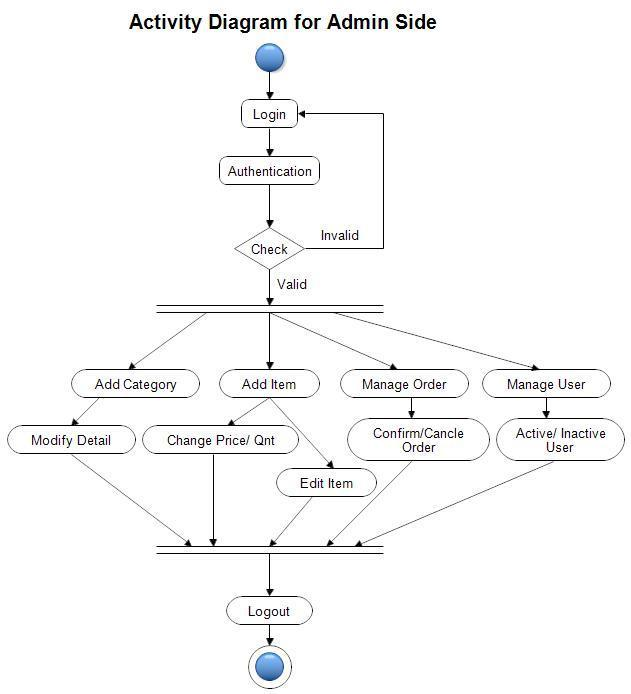 Activity Diagram for Admin Side
Login
Authentication
Invalid
Check
Valid
Add Category
Add Item
Manage Order
Manage User
Modify Detail
Change Price/ Qnt
Confirm/Cancle
Order
Active/ Inactive
User
Edit Item
Logout